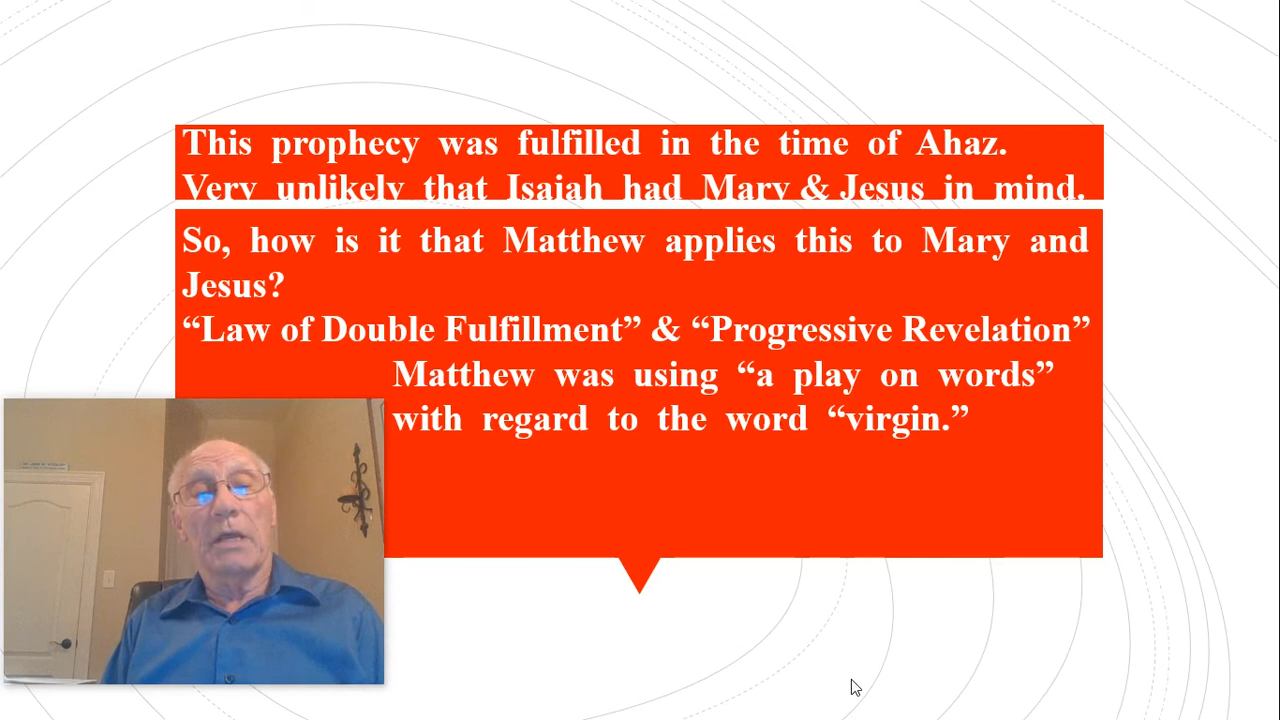 This prophecy was fulfilled in the time of Ahaz.
Very unlikely that Isaiah had Mary & Jesus in mind.
So, how is it that Matthew applies this to Mary and
Jesus?
“Law of Double Fulfillment” & “Progressive Revelation”
Matthew was using “a play on words”
with regard to the word “virgin.”